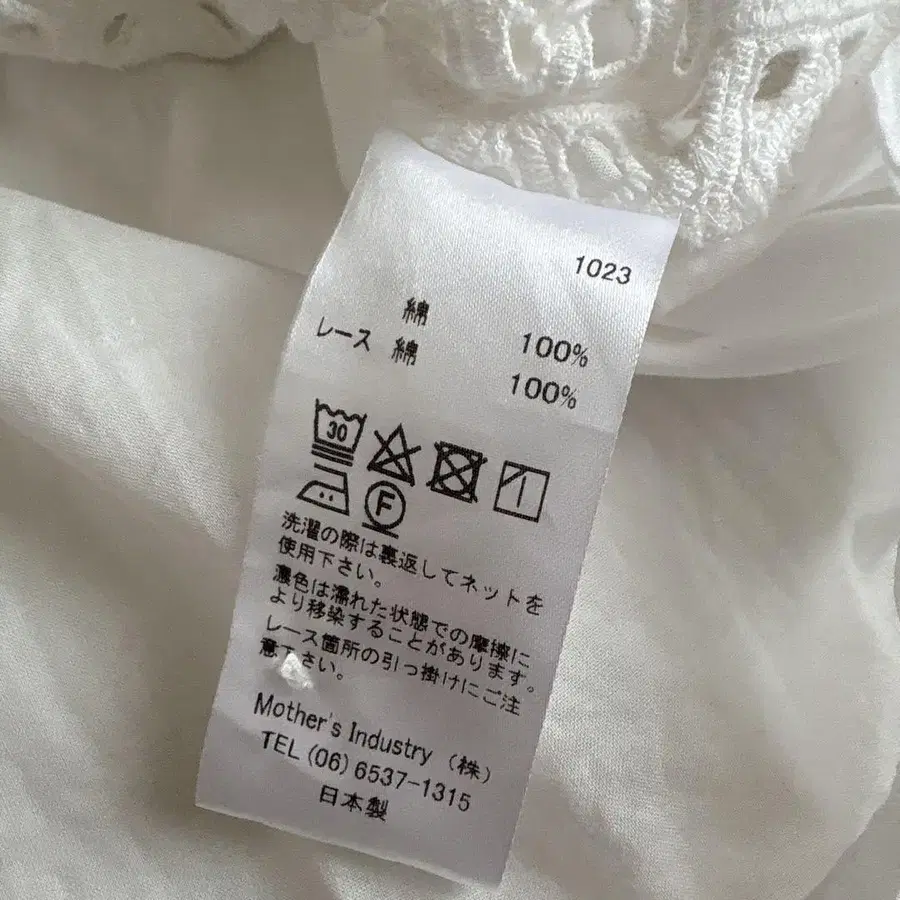 1023
綿 100%
レース 綿 100%
30
F
洗濯の際は裏返してネットを
使用下さい。
濃色は濡れた状態での摩擦に
より移染することがあります。
レース箇所の引っ掛けにご注
意下さい。
Mother's Industry (株)
TEL (06) 6537-1315
日本製